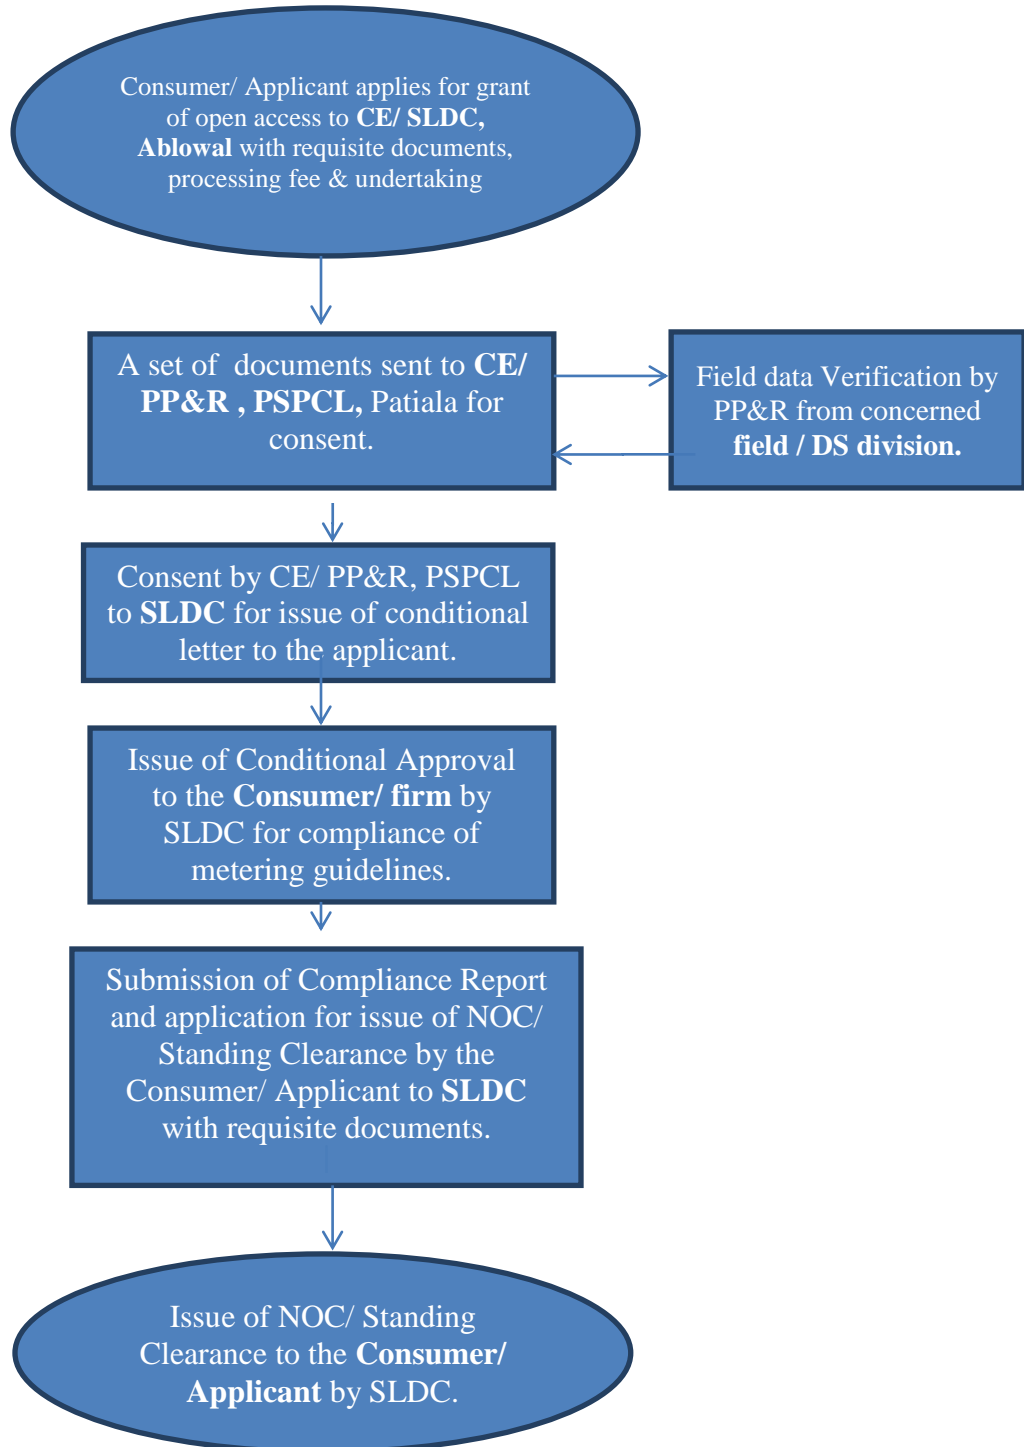 Consumer/ Applicant applies for grant
of open access to CE/ SLDC,
Ablowal with requisite documents,
processing fee & undertaking
A set of  documents sent to CE/
PP&R , PSPCL, Patiala for
consent.
Field data Verification by
PP&R from concerned
field / DS division.
Consent by CE/ PP&R, PSPCL
to SLDC for issue of conditional
letter to the applicant.
Issue of Conditional Approval
to the Consumer/ firm by
SLDC for compliance of
metering guidelines.
Submission of Compliance Report
and application for issue of NOC/
Standing Clearance by the
Consumer/ Applicant to SLDC
with requisite documents.
Issue of NOC/ Standing
Clearance to the Consumer/
Applicant by SLDC.